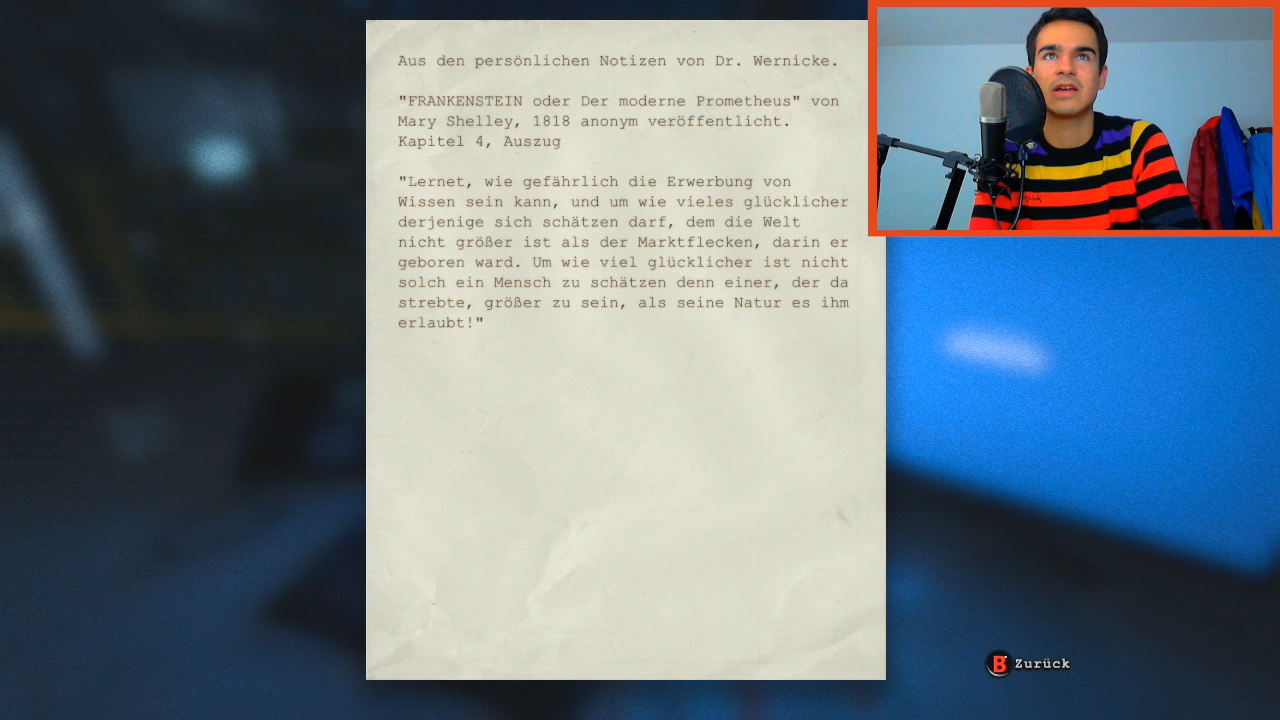 Aus den persönlichen Notizen von Dr. Wernicke.
"FRANKENSTEIN oder Der moderne Prometheus" von
Mary Shelley, 1818 anonym veröffentlicht.
Kapitel 4, Auszug
"Lernet, wie gefährlich die Erwerbung von
Wissen sein kann, und um wie vieles glücklicher
derjenige sich schätzen darf, dem die Welt
nicht größer ist als der Marktflecken, darin er
geboren ward. Um wie viel glücklicher ist nicht
solch ein Mensch zu schätzen denn einer, der da
strebte, größer zu sein, als seine Natur es ihm
erlaubt!"
B Zurück